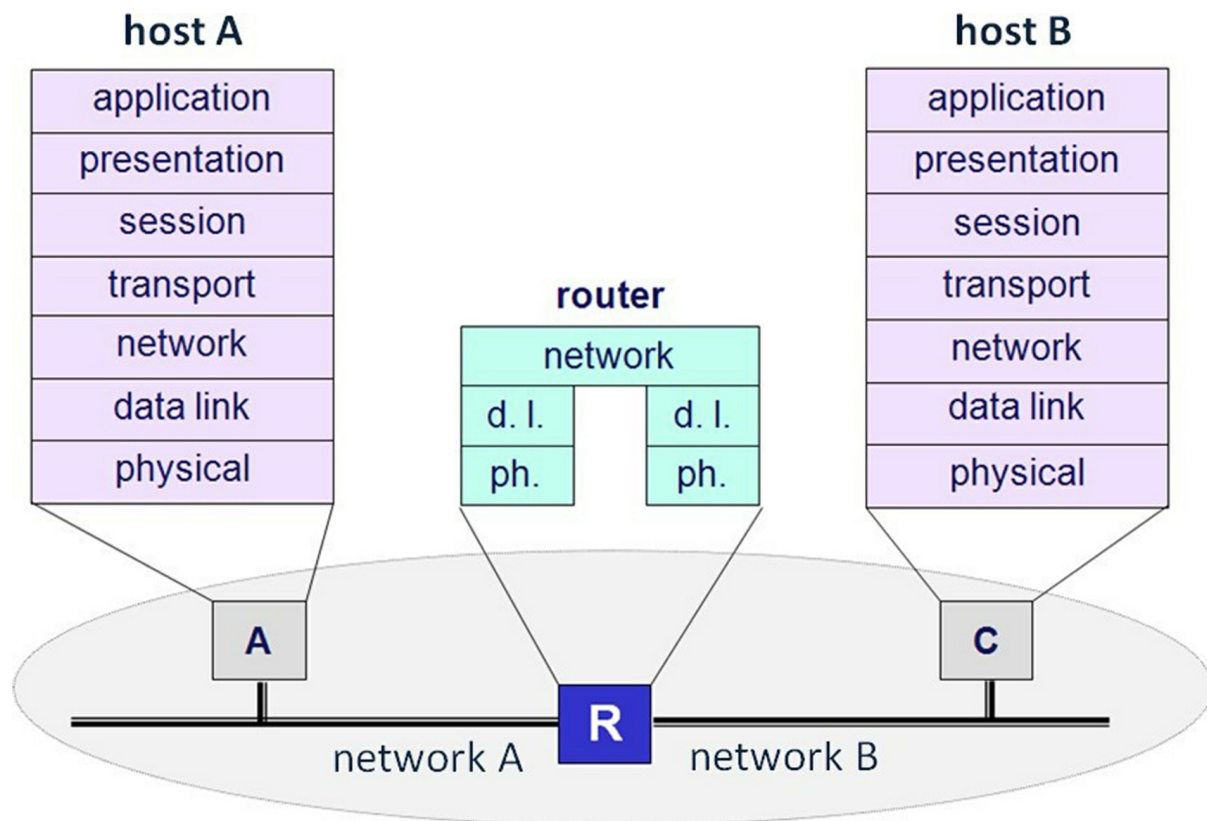 host A
application
presentation
session
transport
network
data link
physical
router
network
d. l.
d. l.
ph.
ph.
host B
application
presentation
session
transport
network
data link
physical
A
R
C
network A
network B